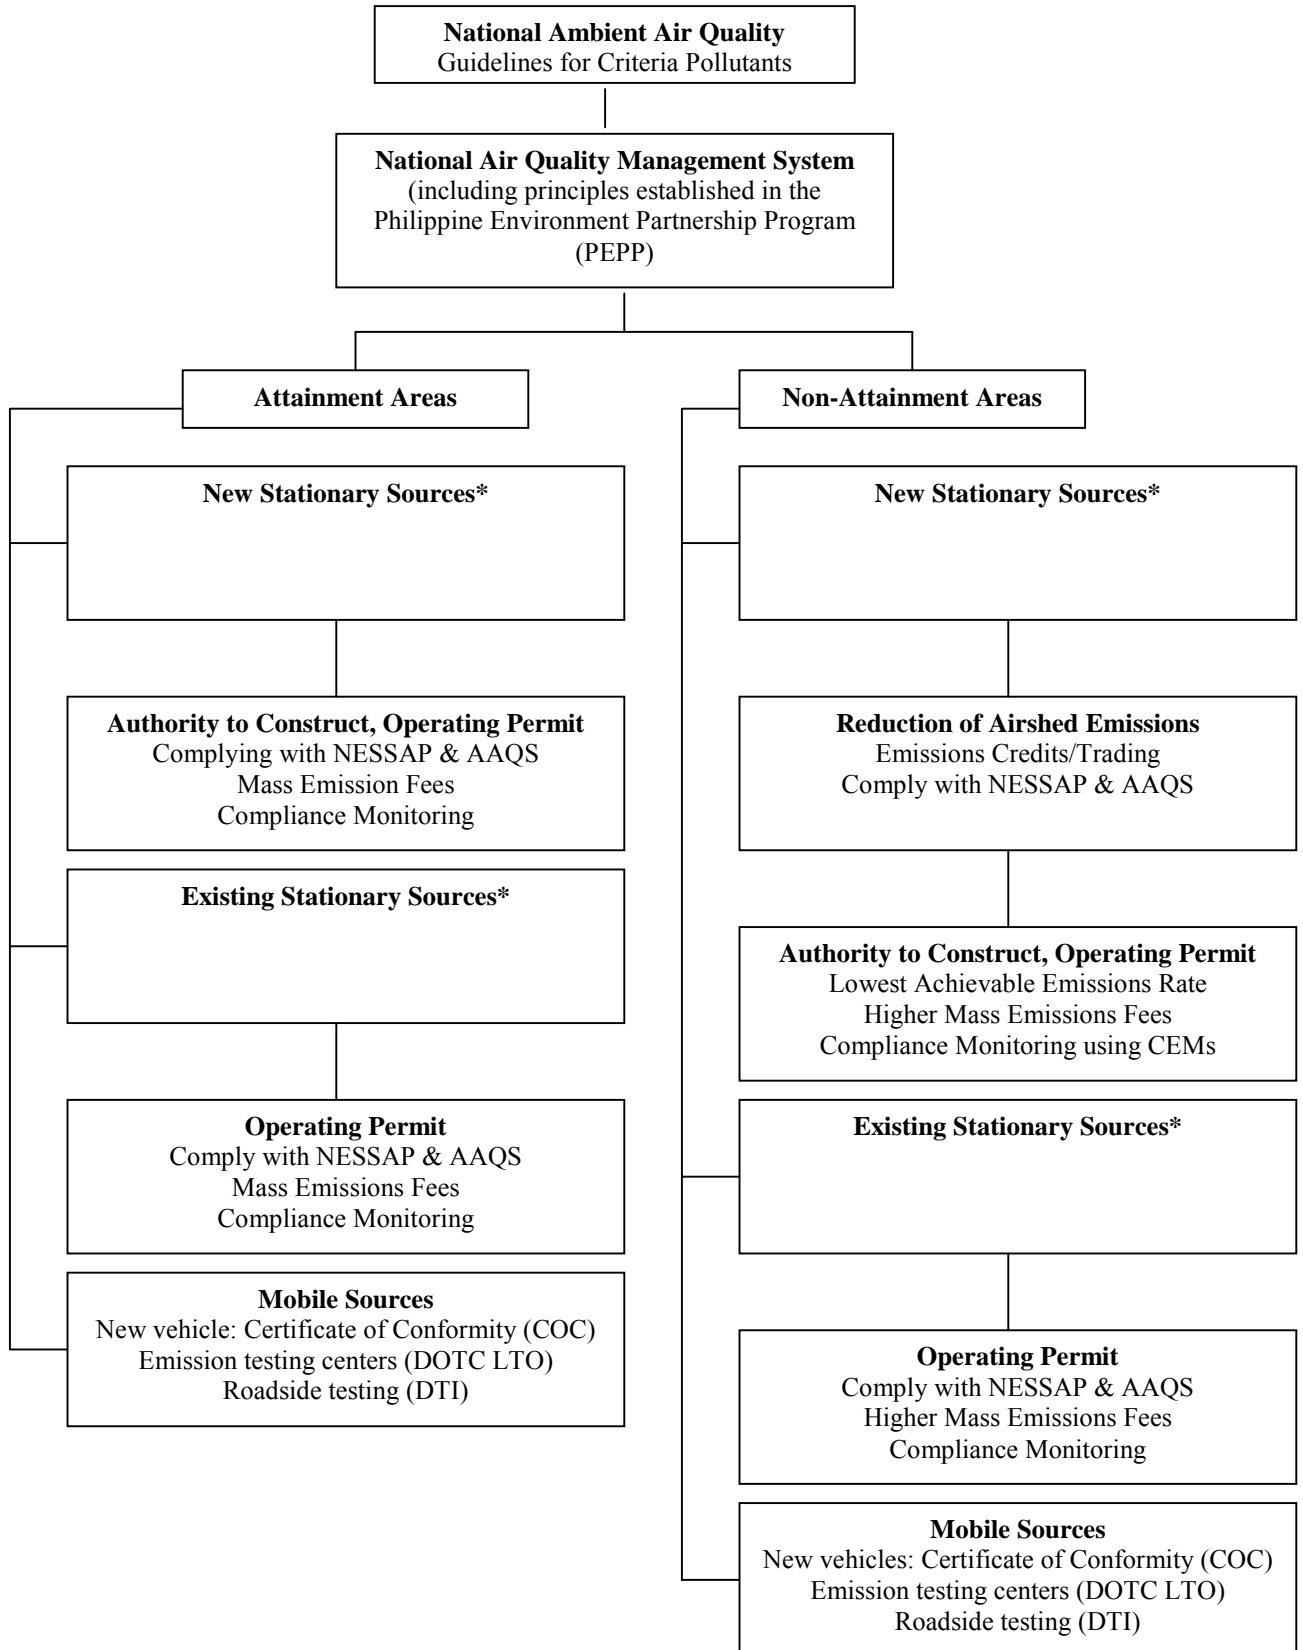 National Ambient Air Quality
Guidelines for Criteria Pollutants
National Air Quality Management System
(including principles established in the
Philippine Environment Partnership Program
(PEPP)
Attainment Areas
New Stationary Sources*
Authority to Construct, Operating Permit
Complying with NESSAP & AAQS
Mass Emission Fees
Compliance Monitoring
Existing Stationary Sources*
Operating Permit
Comply with NESSAP & AAQS
Mass Emissions Fees
Compliance Monitoring
Mobile Sources
New vehicle: Certificate of Conformity (COC)
Emission testing centers (DOTC LTO)
Roadside testing (DTI)
Non-Attainment Areas
New Stationary Sources*
Reduction of Airshed Emissions
Emissions Credits/Trading
Comply with NESSAP & AAQS
Authority to Construct, Operating Permit
Lowest Achievable Emissions Rate
Higher Mass Emissions Fees
Compliance Monitoring using CEMs
Existing Stationary Sources*
Operating Permit
Comply with NESSAP & AAQS
Higher Mass Emissions Fees
Compliance Monitoring
Mobile Sources
New vehicles: Certificate of Conformity (COC)
Emission testing centers (DOTC LTO)
Roadside testing (DTI)